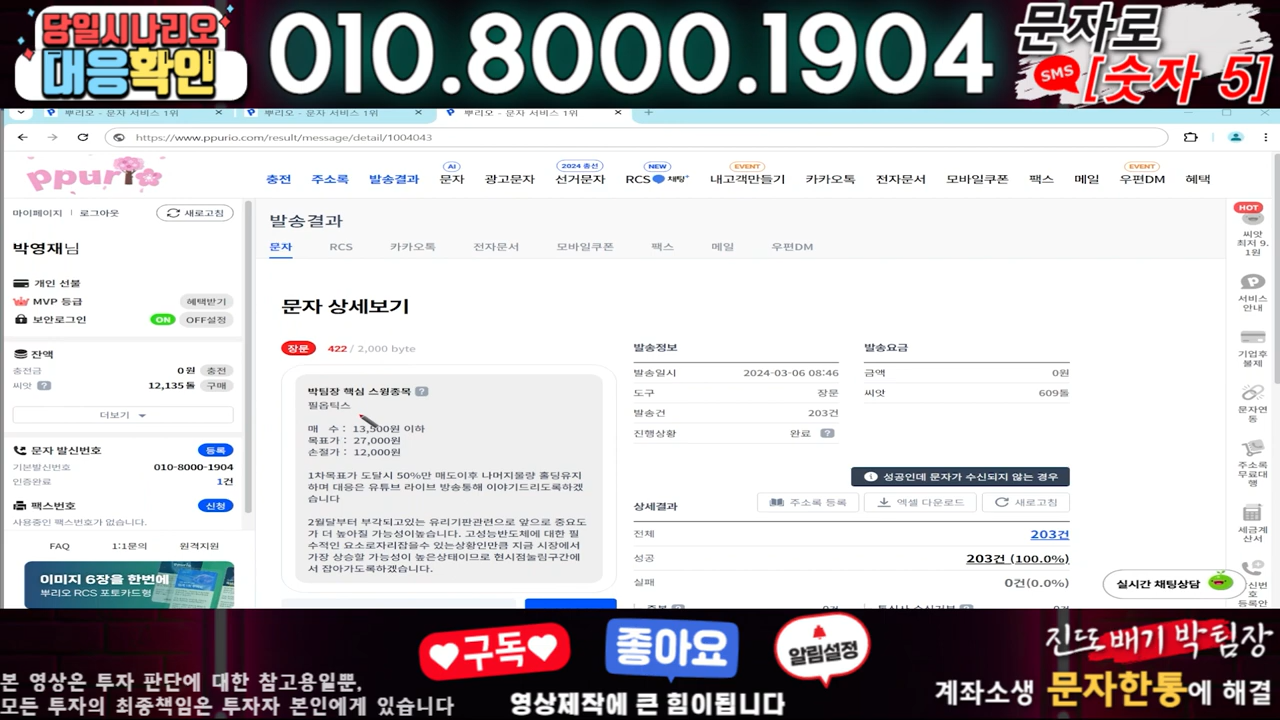 당일시나리오
대응확인
010.8000.1904
문자로
SMS
[숫자 5]
뿌리오 - 문자 서비스 1위
뿌리오 - 문자 서비스 1위
뿌리오 - 문자 서비스 1위
https://www.ppurio.com/result/message/detail/1004043
ppurio
충전
주소록
발송결과
AI
문자
광고문자
2024 총선
선거문자
NEW
RCS 채팅+
EVENT
내고객만들기
카카오톡
전자문서
모바일쿠폰
팩스
메일
EVENT
우편DM
혜택
마이페이지 | 로그아웃
새로고침
박영재님
개인 선불
MVP 등급
혜택받기
보안로그인
ON
OFF설정
잔액
충전금 0원 충전
씨앗 ? 12,135톨 구매
더보기
문자 발신번호 등록
기본발신번호 010-8000-1904
인증완료 1건
팩스번호 신청
사용중인 팩스번호가 없습니다.
FAQ 1:1문의 원격지원
이미지 6장을 한번에
뿌리오 RCS 포토카드형
발송결과
문자 RCS 카카오톡 전자문서 모바일쿠폰 팩스 메일 우편DM
문자 상세보기
장문 422 / 2,000 byte
박팀장 핵심 스윙종목 ?
필옵틱스
매 수 : 13,500원 이하
목표가 : 27,000원
손절가 : 12,000원
1차목표가 도달시 50%만 매도이후 나머지물량 홀딩유지
하며 대응은 유튜브 라이브 방송통해 이야기드리도록하겠
습니다
2월달부터 부각되고있는 유리기판관련으로 앞으로 중요도
가 더 높아질 가능성이높습니다. 고성능반도체에 대한 필
수적인 요소로자리잡을수 있는상황인만큼 지금 시장에서
가장 상승할 가능성이 높은상태이므로 현시점눌림구간에
서 잡아가도록하겠습니다.
발송정보
발송일시 2024-03-06 08:46
도구 장문
발송건 203건
진행상황 완료 ?
발송요금
금액 0원
씨앗 609톨
성공인데 문자가 수신되지 않는 경우
상세결과
주소록 등록
엑셀 다운로드
새로고침
전체 203건
성공 203건 (100.0%)
실패 0건(0.0%)
HOT
씨앗
최저 9.
1원
서비스
안내
기업후
불제
문자연
동
주소록
무료대
행
세금계
산서
등록안
실시간 채팅상담
구독
좋아요
알림설정
영상제작에 큰 힘이됩니다
본 영상은 투자 판단에 대한 참고용일뿐,
모든 투자의 최종책임은 투자자 본인에게 있습니다
진또배기 박팀장
계좌소생 문자한통에 해결